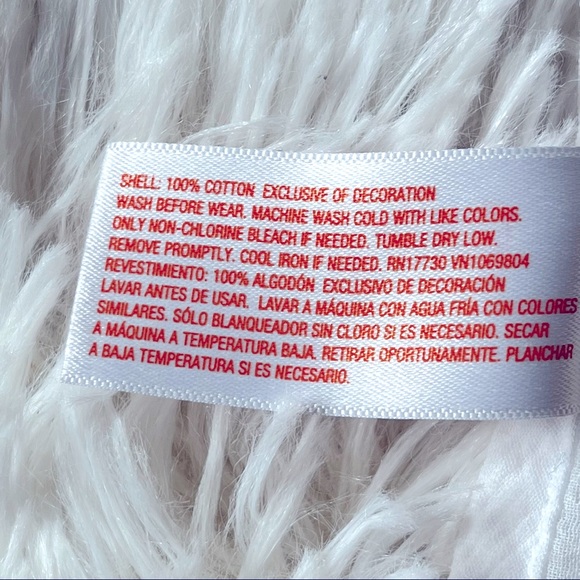 SHELL: 100% COTTON EXCLUSIVE OF DECORATION
WASH BEFORE WEAR. MACHINE WASH COLD WITH LIKE COLORS.
ONLY NON-CHLORINE BLEACH IF NEEDED. TUMBLE DRY LOW.
REMOVE PROMPTLY. COOL IRON IF NEEDED. RN17730 VN1069804
REVESTIMIENTO: 100% ALGODÓN EXCLUSIVO DE DECORACIÓN
LAVAR ANTES DE USAR. LAVAR A MÁQUINA CON AGUA FRÍA CON COLORES
SIMILARES. SÓLO BLANQUEADOR SIN CLORO SI ES NECESARIO. SECAR
A MÁQUINA A TEMPERATURA BAJA. RETIRAR OPORTUNAMENTE. PLANCHAR
A BAJA TEMPERATURA SI ES NECESARIO.